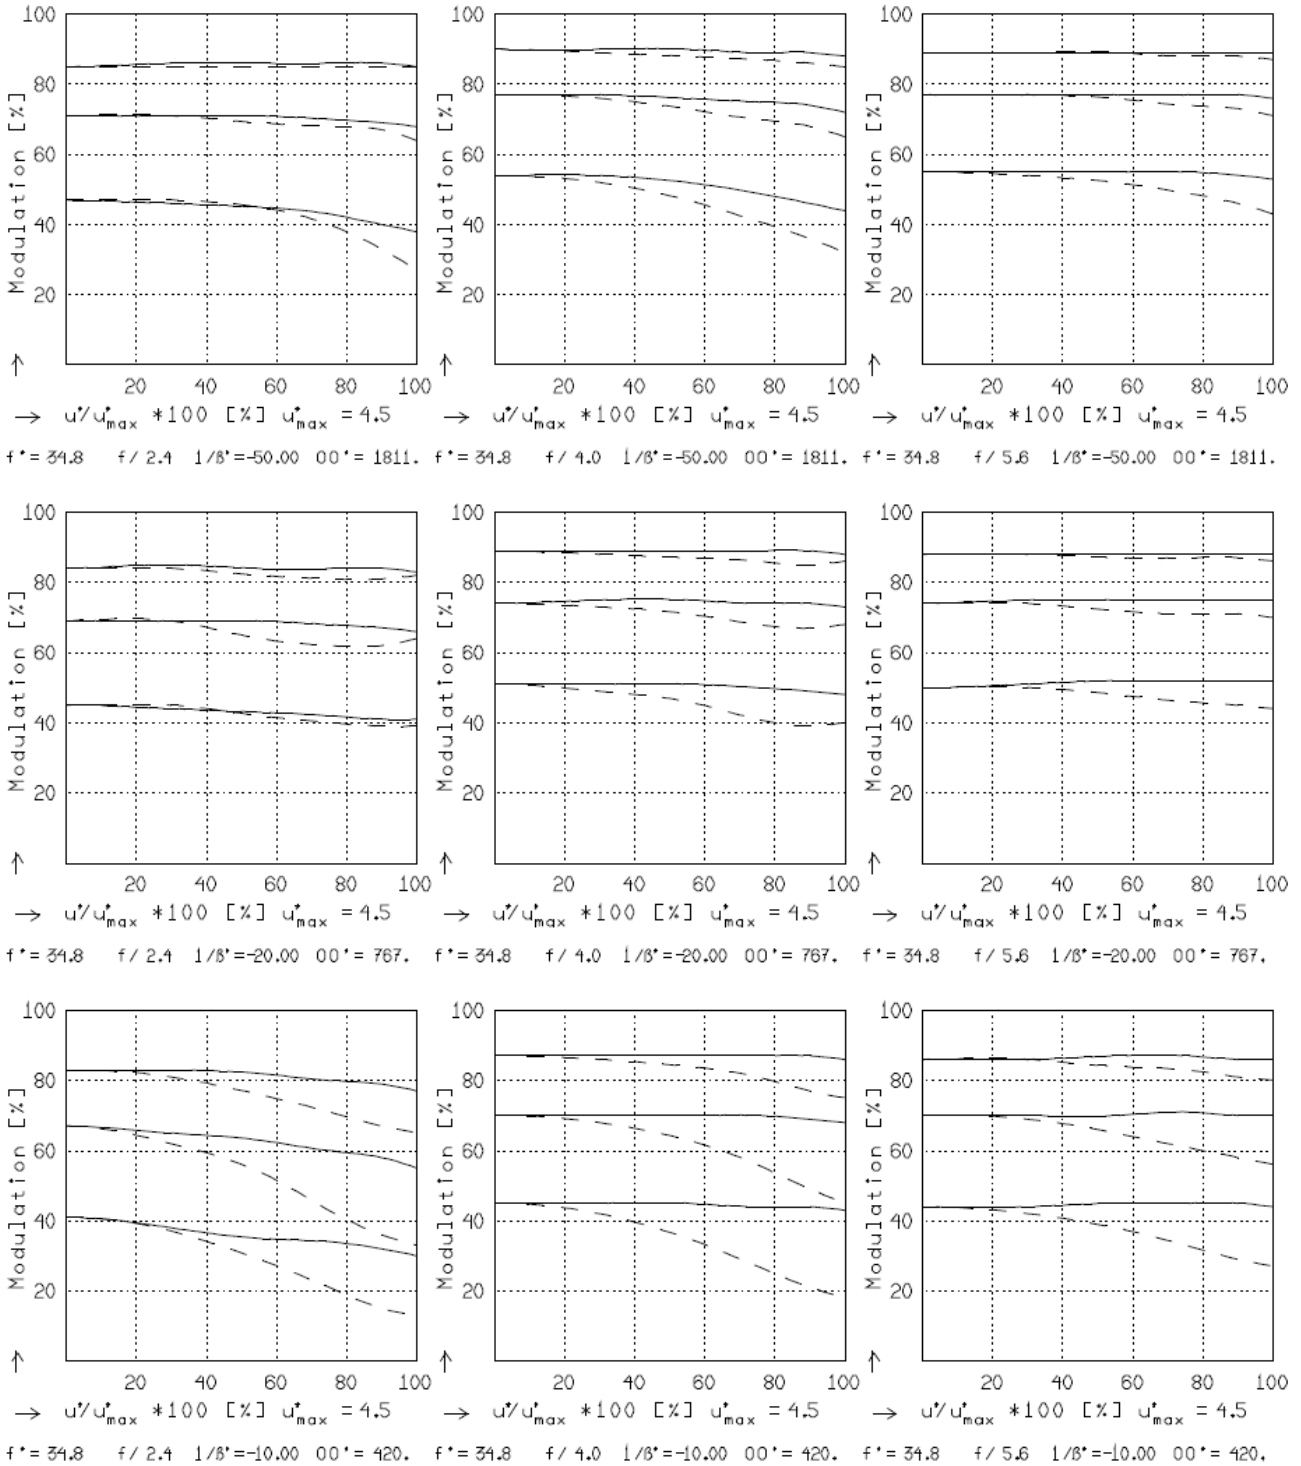 100 100 100
80 80 80
60 60 60
40 40 40
20 20 20
Modulation [%] Modulation [%] Modulation [%]
20 40 60 80 100 20 40 60 80 100 20 40 60 80 100
→ u'/u'max *100 [%] u'max = 4.5 → u'/u'max *100 [%] u'max = 4.5 → u'/u'max *100 [%] u'max = 4.5
f' = 34.8 f/ 2.4 1/β'=-50.00 OO' = 1811. f' = 34.8 f/ 4.0 1/β'=-50.00 OO' = 1811. f' = 34.8 f/ 5.6 1/β'=-50.00 OO' = 1811.
100 100 100
80 80 80
60 60 60
40 40 40
20 20 20
Modulation [%] Modulation [%] Modulation [%]
20 40 60 80 100 20 40 60 80 100 20 40 60 80 100
→ u'/u'max *100 [%] u'max = 4.5 → u'/u'max *100 [%] u'max = 4.5 → u'/u'max *100 [%] u'max = 4.5
f' = 34.8 f/ 2.4 1/β'=-20.00 OO' = 767. f' = 34.8 f/ 4.0 1/β'=-20.00 OO' = 767. f' = 34.8 f/ 5.6 1/β'=-20.00 OO' = 767.
100 100 100
80 80 80
60 60 60
40 40 40
20 20 20
Modulation [%] Modulation [%] Modulation [%]
20 40 60 80 100 20 40 60 80 100 20 40 60 80 100
→ u'/u'max *100 [%] u'max = 4.5 → u'/u'max *100 [%] u'max = 4.5 → u'/u'max *100 [%] u'max = 4.5
f' = 34.8 f/ 2.4 1/β'=-10.00 OO' = 420. f' = 34.8 f/ 4.0 1/β'=-10.00 OO' = 420. f' = 34.8 f/ 5.6 1/β'=-10.00 OO' = 420.